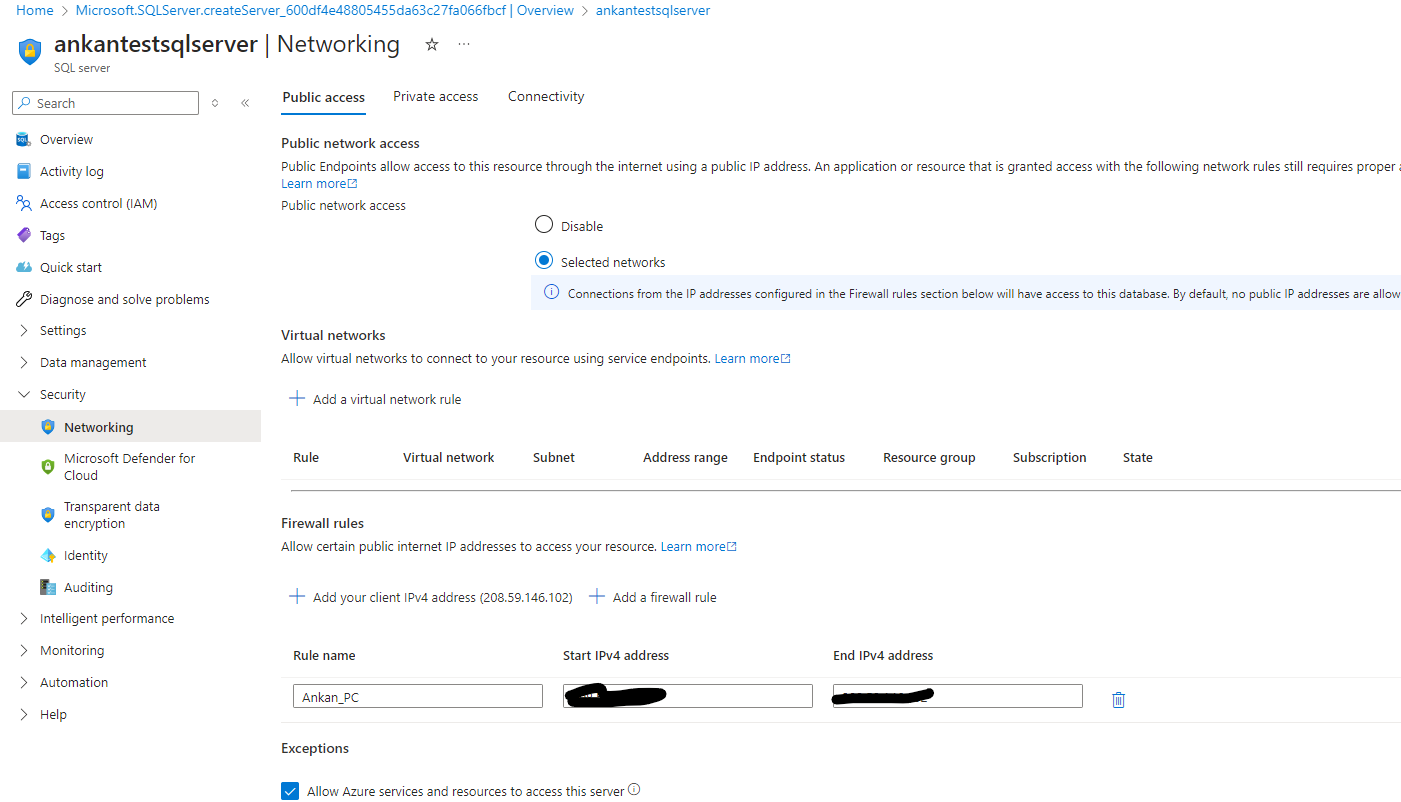 Home > Microsoft.SQLServer.createServer_600df4e48805455da63c27fa066fbcf | Overview > ankantestsqlserver
ankantestsqlserver | Networking
SQL server
Search
Overview
Activity log
Access control (IAM)
Tags
Quick start
Diagnose and solve problems
Settings
Data management
Security
Networking
Microsoft Defender for
Cloud
Transparent data
encryption
Identity
Auditing
Intelligent performance
Monitoring
Automation
Help
Public access Private access Connectivity
Public network access
Public Endpoints allow access to this resource through the internet using a public IP address. An application or resource that is granted access with the following network rules still requires proper
Learn more
Public network access
Disable
Selected networks
Connections from the IP addresses configured in the Firewall rules section below will have access to this database. By default, no public IP addresses are allow
Virtual networks
Allow virtual networks to connect to your resource using service endpoints. Learn more
Add a virtual network rule
Rule Virtual network Subnet Address range Endpoint status Resource group Subscription State
Firewall rules
Allow certain public internet IP addresses to access your resource. Learn more
Add your client IPv4 address (208.59.146.102) Add a firewall rule
Rule name Start IPv4 address End IPv4 address
Ankan_PC
Exceptions
Allow Azure services and resources to access this server